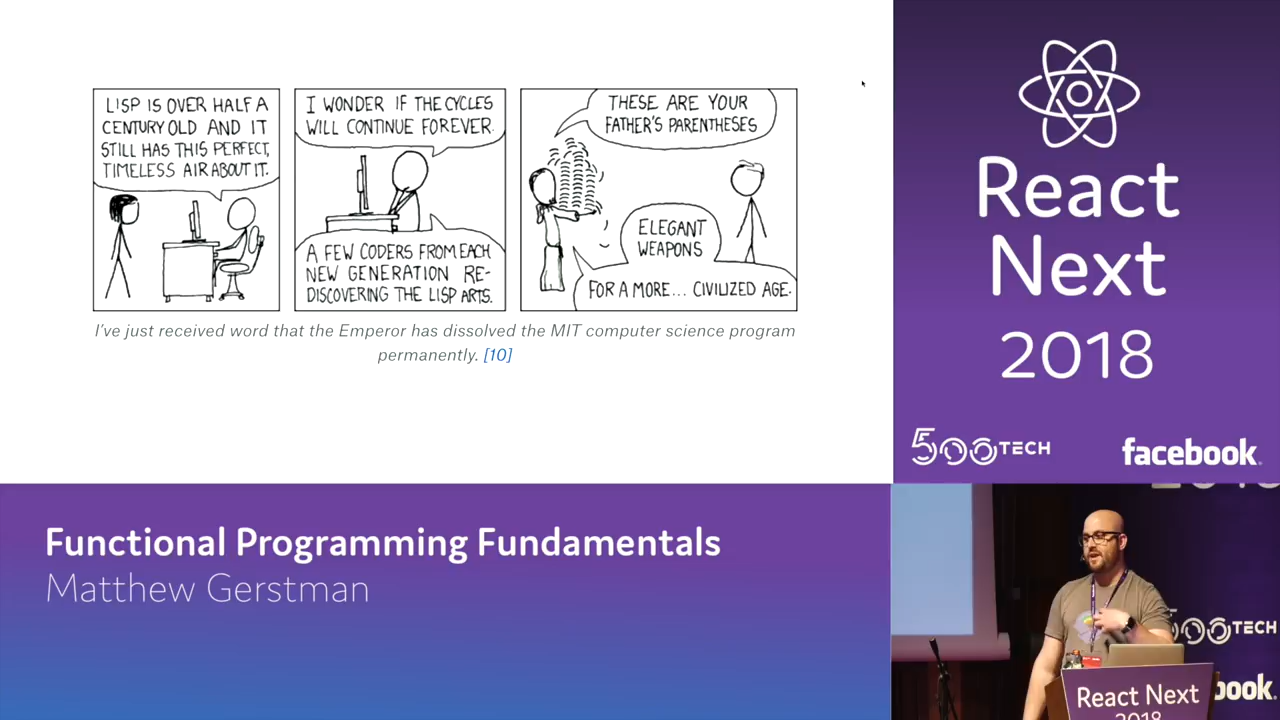 LISP IS OVER HALF A
CENTURY OLD AND IT
STILL HAS THIS PERFECT,
TIMELESS AIR ABOUT IT.
I WONDER IF THE CYCLES
WILL CONTINUE FOREVER.
A FEW CODERS FROM EACH
NEW GENERATION RE-
DISCOVERING THE LISP ARTS.
THESE ARE YOUR
FATHER'S PARENTHESES
ELEGANT
WEAPONS
FOR A MORE... CIVILIZED AGE.
I've just received word that the Emperor has dissolved the MIT computer science program
permanently. [10]
React
Next
2018
500TECH
facebook.
Functional Programming Fundamentals
Matthew Gerstman
500TECH
book.
React Next
2018